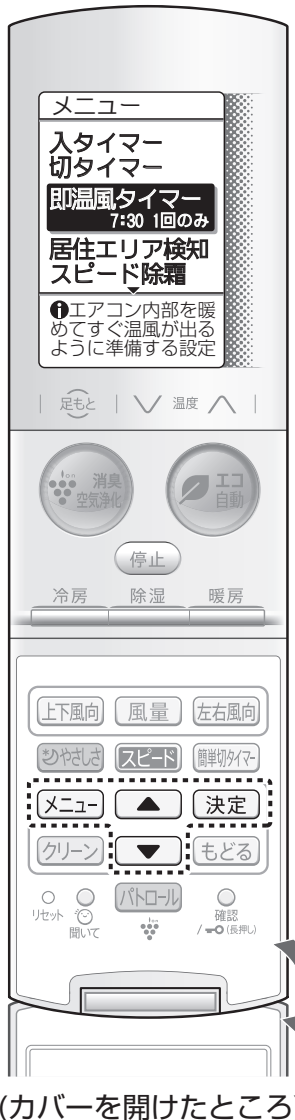 メニュー
入タイマー
切タイマー
即温風タイマー
7:30 1回のみ
居住エリア検知
スピード除霜
❶エアコン内部を暖
めてすぐ温風が出る
ように準備する設定
足もと 温度
ion 消臭
空気浄化
エコ
自動
停止
冷房 除湿 暖房
上下風向 風量 左右風向
やさしさ スピード 簡単切タイマー
メニュー ▲ 決定
クリーン ▼ もどる
リセット 聞いて パトロール ion 確認
/ (長押し)
(カバーを開けたところ)